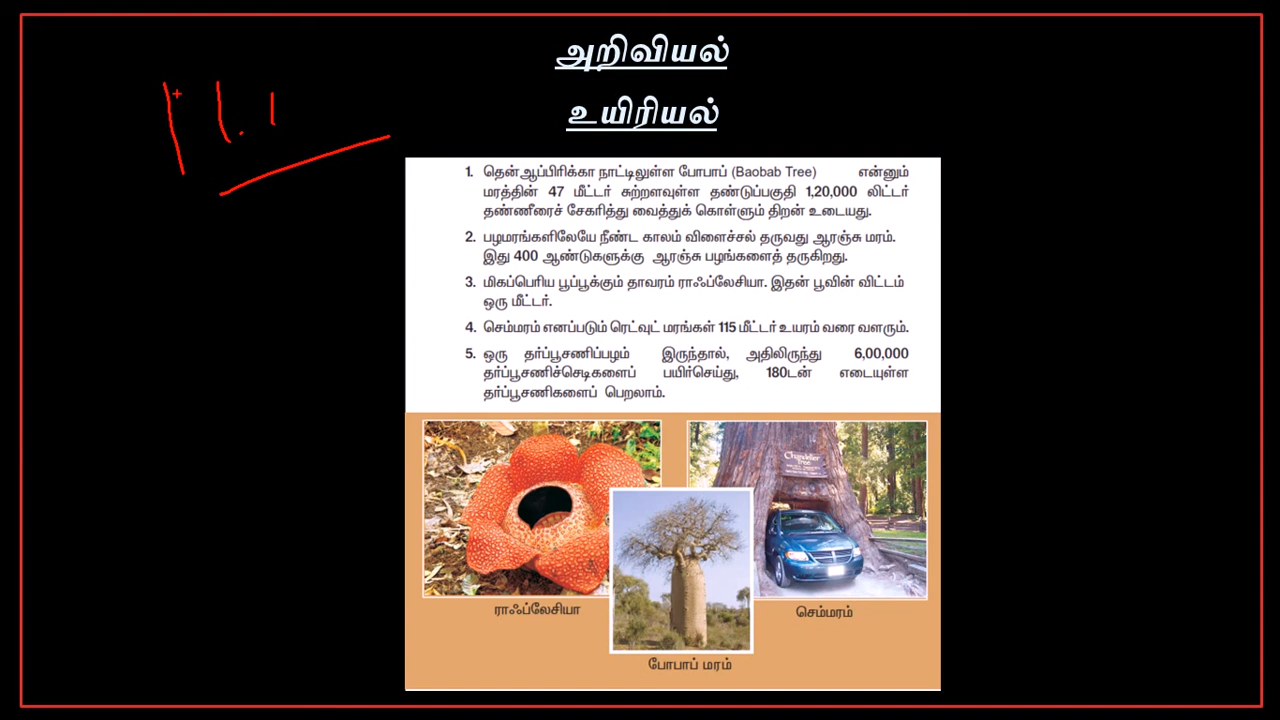 அறிவியல்
உயிரியல்
1. தென்ஆப்பிரிக்கா நாட்டிலுள்ள போபாப் (Baobab Tree) என்னும்
மரத்தின் 47 மீட்டர் சுற்றளவுள்ள தண்டுப்பகுதி 1,20,000 லிட்டர்
தண்ணீரைச் சேகரித்து வைத்துக் கொள்ளும் திறன் உடையது.
2. பழமரங்களிலேயே நீண்ட காலம் விளைச்சல் தருவது ஆரஞ்சு மரம்.
இது 400 ஆண்டுகளுக்கு ஆரஞ்சு பழங்களைத் தருகிறது.
3. மிகப்பெரிய பூப்பூக்கும் தாவரம் ராஃப்லேசியா. இதன் பூவின் விட்டம்
ஒரு மீட்டர்.
4. செம்மரம் எனப்படும் ரெட்வுட் மரங்கள் 115 மீட்டர் உயரம் வரை வளரும்.
5. ஒரு தர்ப்பூசணிப்பழம் இருந்தால், அதிலிருந்து 6,00,000
தர்ப்பூசணிச்செடிகளைப் பயிர்செய்து, 180டன் எடையுள்ள
தர்ப்பூசணிகளைப் பெறலாம்.
Chandelier
Tree
ராஃப்லேசியா
செம்மரம்
போபாப் மரம்